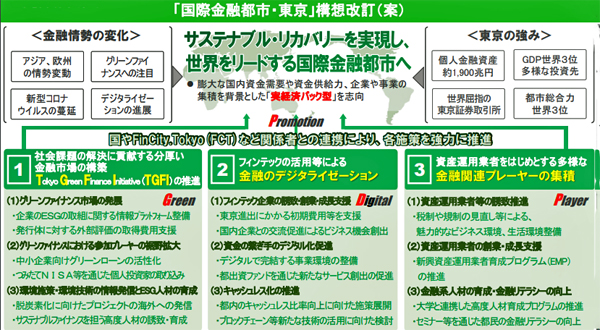 「国際金融都市・東京」構想改訂（案）
＜金融情勢の変化＞
アジア、欧州の情勢変動
グリーンファイナンスへの注目
新型コロナウイルスの蔓延
デジタライゼーションの進展
サステナブル・リカバリーを実現し、
世界をリードする国際金融都市へ
● 膨大な国内資金需要や資金供給力、企業や事業の
集積を背景とした「実経済バック型」を志向
Promotion
＜東京の強み＞
個人金融資産
約1,900兆円
GDP世界3位
多様な投資先
世界屈指の
東京証券取引所
都市総合力
世界3位
国やFinCity.Tokyo（FCT）など関係者との連携により、各施策を強力に推進
1
社会課題の解決に貢献する分厚い
金融市場の構築
Tokyo Green Finance Initiative（TGFI）の推進
(1)グリーンファイナンス市場の発展
Green
・企業のESGの取組に関する情報プラットフォーム整備
・発行体に対する外部評価の取得費用支援
(2)グリーンファイナンスにおける参加プレーヤーの裾野拡大
・中小企業向けグリーンローンの活性化
・つみたてＮＩＳＡ等を通じた個人投資家の取込み
(3)環境施策・環境技術の情報発信とESG人材の育成
・脱炭素化に向けたプロジェクトの海外への発信
・サステナブルファイナンスを担う高度人材の誘致・育成
2
フィンテックの活用等による
金融のデジタライゼーション
(1)フィンテック企業の誘致・創業・成長支援
Digital
・東京進出にかかる初期費用等を支援
・国内企業との交流促進によるビジネス機会創出
(2)資金の繋ぎ手のデジタル化促進
・デジタルで完結する事業環境の整備
・都出資ファンドを通じた新たなサービス創出の促進
(3)キャッシュレス化の推進
・都内のキャッシュレス比率向上に向けた施策展開
・ブロックチェーン等新たな技術の活用に向けた検討
3
資産運用業者をはじめとする多様な
金融関連プレーヤーの集積
(1)資産運用業者等の誘致推進
Player
・税制や規制の見直し等による、
魅力的なビジネス環境、生活環境整備
(2)資産運用業者の創業・成長支援
・新興資産運用業者育成プログラム（EMP）
の推進
(3)金融系人材の育成・金融リテラシーの向上
・大学と連携した高度人材育成プログラムの推進
・セミナー等を通じた都民の金融リテラシーの向上